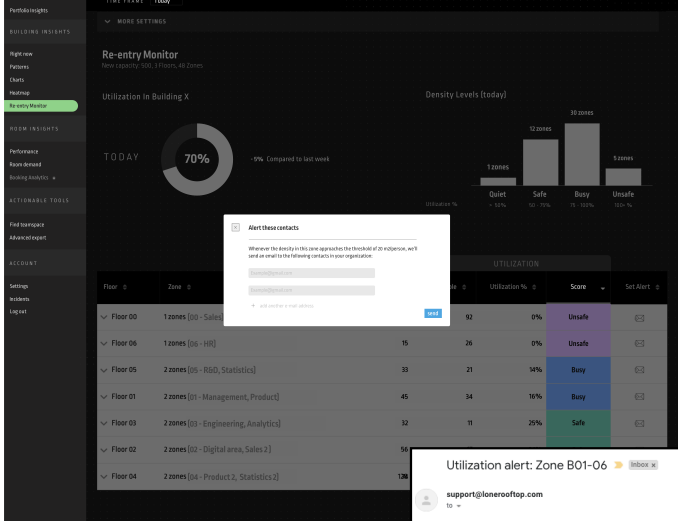 Portfolio Insights
BUILDING INSIGHTS
Right now
Patterns
Charts
Heatmap
Re-entry Monitor
ROOM INSIGHTS
Performance
Room demand
Booking Analytics
ACTIONABLE TOOLS
Find teamspace
Advanced export
ACCOUNT
Settings
Incidents
Log out
TIME FRAME Today
MORE SETTINGS
Re-entry Monitor
New capacity: 500, 3 Floors, 48 Zones
Utilization In Building X
TODAY
70%
-5% Compared to last week
Density Levels (today)
1 zones
12 zones
30 zones
5 zones
Quiet Safe Busy Unsafe
Utilization % < 50% 50 - 75% 75 - 100% 100+ %
Alert these contacts
Whenever the density in this zone approaches the threshold of 20 m2/person, we'll
send an email to the following contacts in your organization:
add another e-mail address
send
UTILIZATION
Floor Zone Utilization % Score Set Alert
Floor 00 1 zones [00 - Sales] 92 0% Unsafe
Floor 06 1 zones [06 - HR] 15 26 0% Unsafe
Floor 05 2 zones [05 - R&D, Statistics] 33 21 14% Busy
Floor 01 2 zones [01 - Management, Product] 45 34 16% Busy
Floor 03 2 zones [03 - Engineering, Analytics] 32 11 25% Safe
Floor 02 2 zones [02 - Digital area, Sales 2 ] 56
Floor 04 2 zones [04 - Product 2, Statistics 2]
Utilization alert: Zone B01-06 Inbox x
support@lonerooftop.com
to